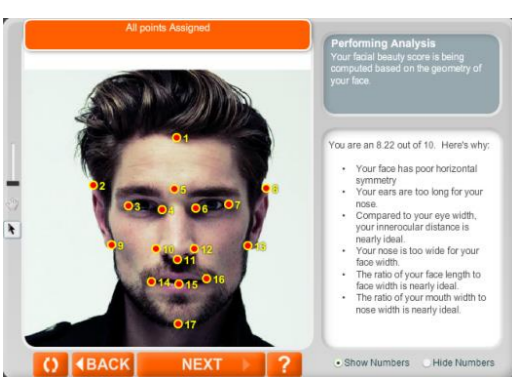 All points Assigned
Performing Analysis
Your facial beauty score is being
computed based on the geometry of
your face.
You are an 8.22 out of 10. Here's why:
• Your face has poor horizontal
symmetry
• Your ears are too long for your
nose.
• Compared to your eye width,
your innerocular distance is
nearly ideal.
• Your nose is too wide for your
face width.
• The ratio of your face length to
face width is nearly ideal.
• The ratio of your mouth width to
nose width is nearly ideal.
1
2
5
8
3
4
6
7
9
10
12
13
11
14
15
16
17
BACK
NEXT
?
Show Numbers
Hide Numbers